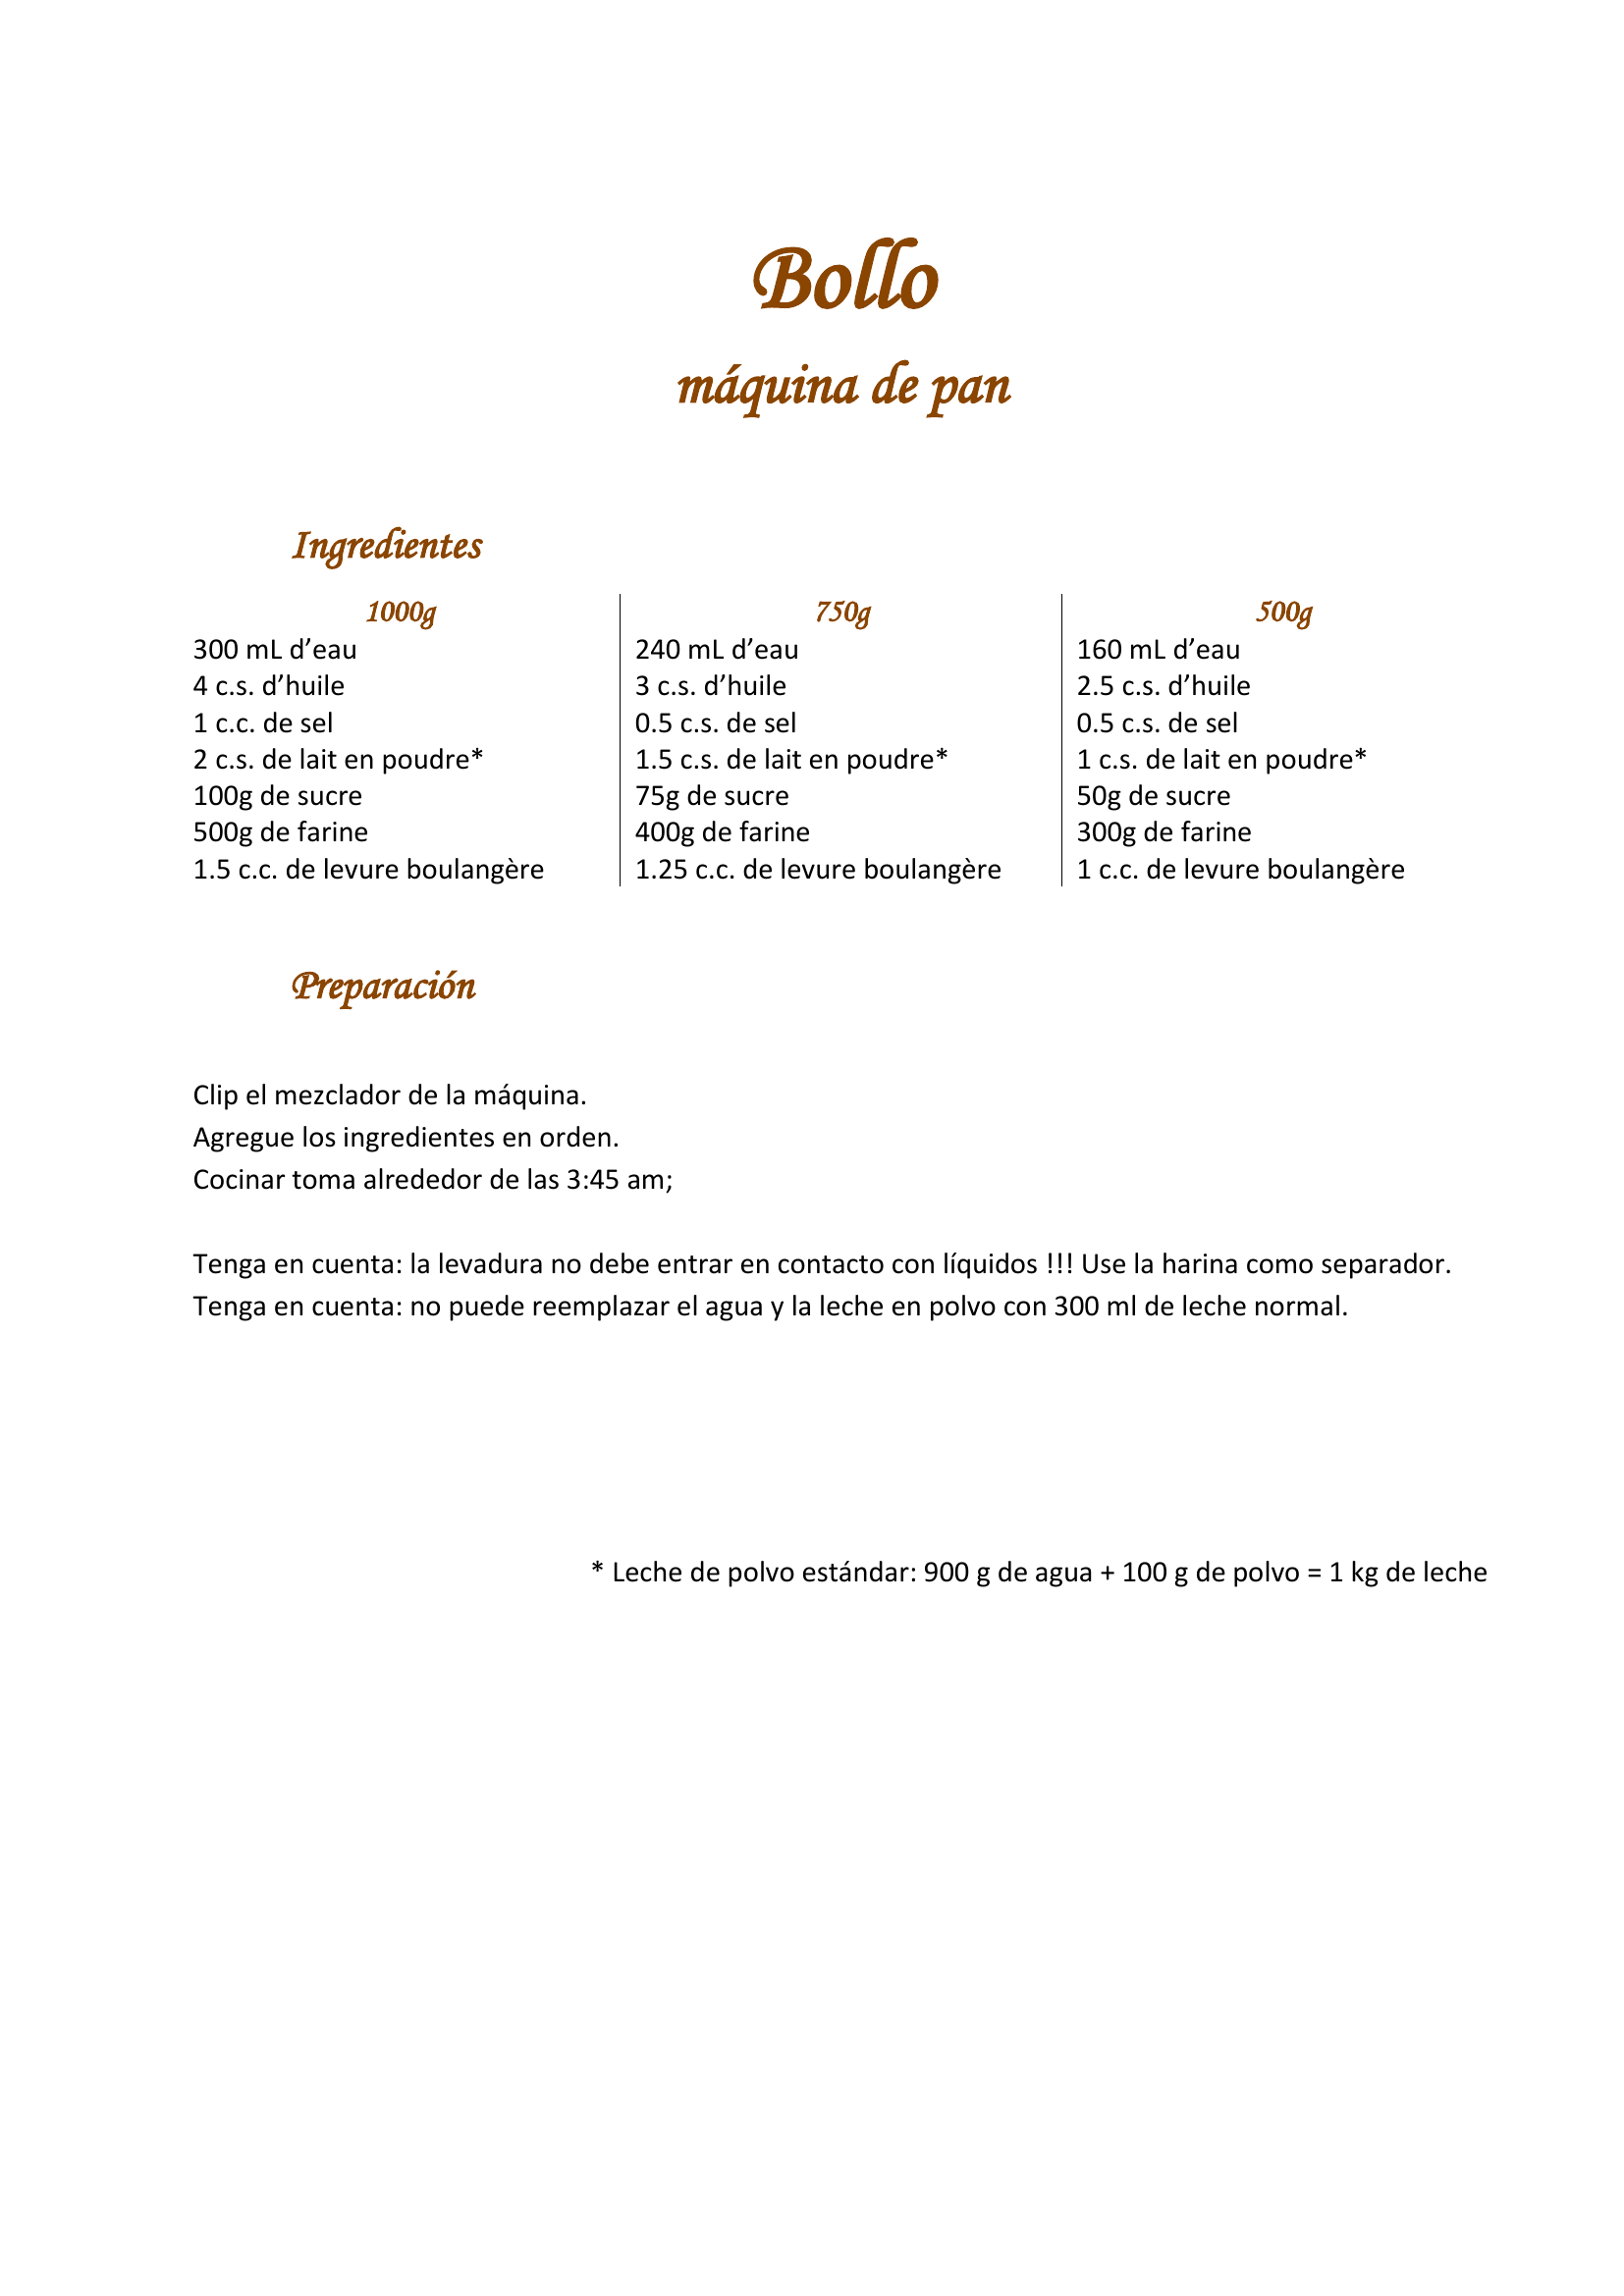 Bollo
máquina de pan
Ingredientes
1000g
300 mL d’eau
4 c.s. d’huile
1 c.c. de sel
2 c.s. de lait en poudre*
100g de sucre
500g de farine
1.5 c.c. de levure boulangère
750g
240 mL d’eau
3 c.s. d’huile
0.5 c.s. de sel
1.5 c.s. de lait en poudre*
75g de sucre
400g de farine
1.25 c.c. de levure boulangère
500g
160 mL d’eau
2.5 c.s. d’huile
0.5 c.s. de sel
1 c.s. de lait en poudre*
50g de sucre
300g de farine
1 c.c. de levure boulangère
Preparación
Clip el mezclador de la máquina.
Agregue los ingredientes en orden.
Cocinar toma alrededor de las 3:45 am;
Tenga en cuenta: la levadura no debe entrar en contacto con líquidos !!! Use la harina como separador.
Tenga en cuenta: no puede reemplazar el agua y la leche en polvo con 300 ml de leche normal.
* Leche de polvo estándar: 900 g de agua + 100 g de polvo = 1 kg de leche